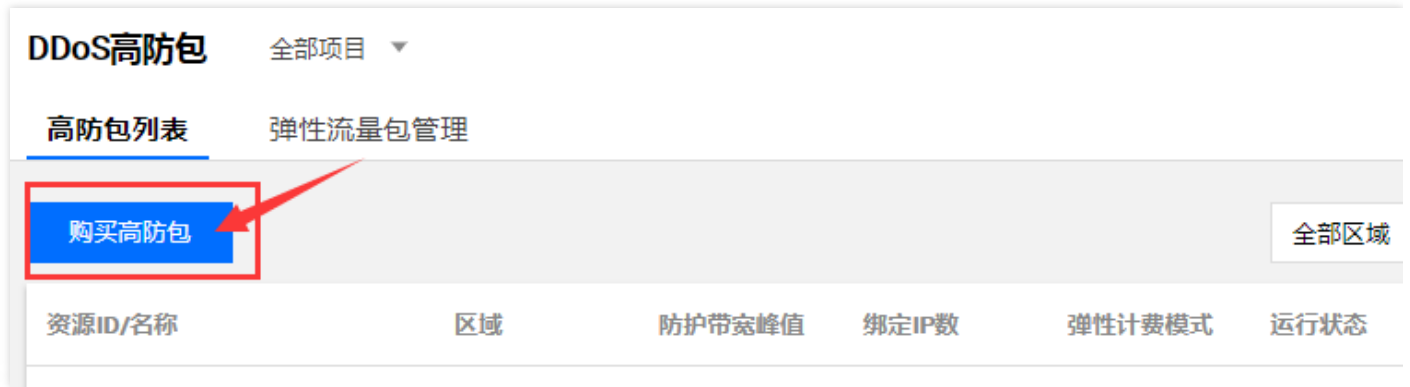 DDoS高防包 全部项目
高防包列表 弹性流量包管理
购买高防包 全部区域
资源ID/名称 区域 防护带宽峰值 绑定IP数 弹性计费模式 运行状态